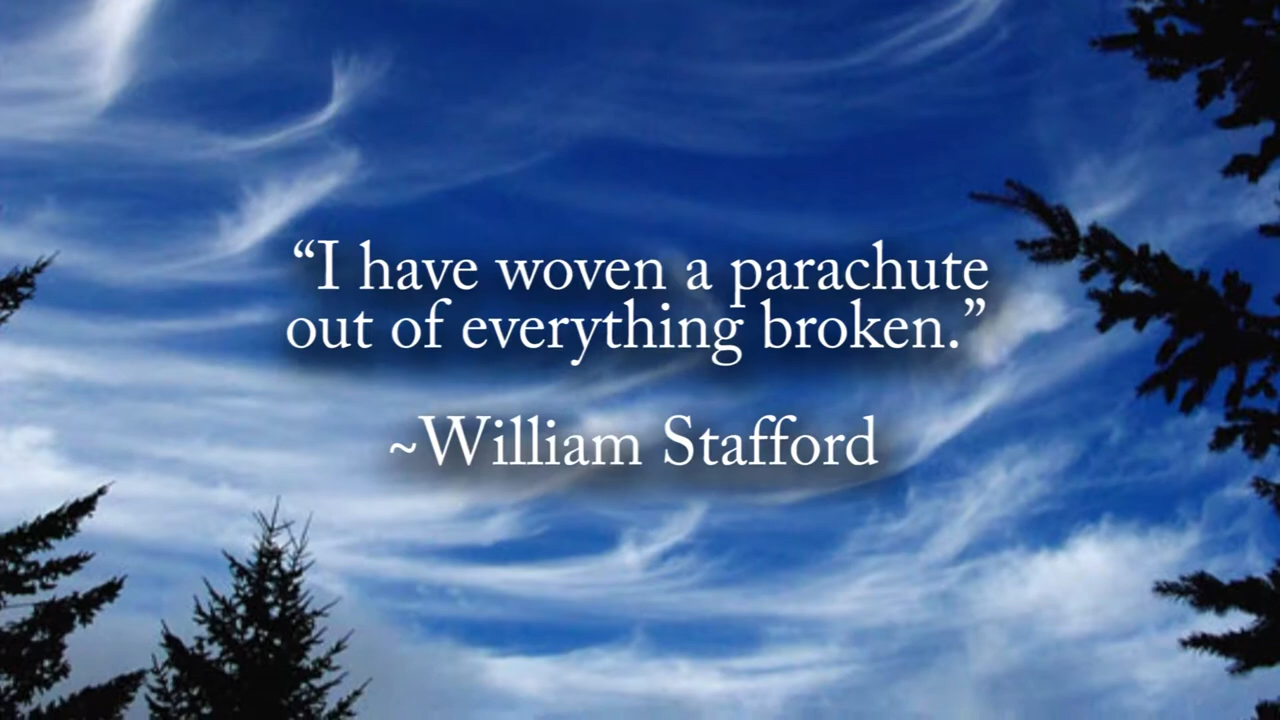 “I have woven a parachute
out of everything broken.”
~William Stafford